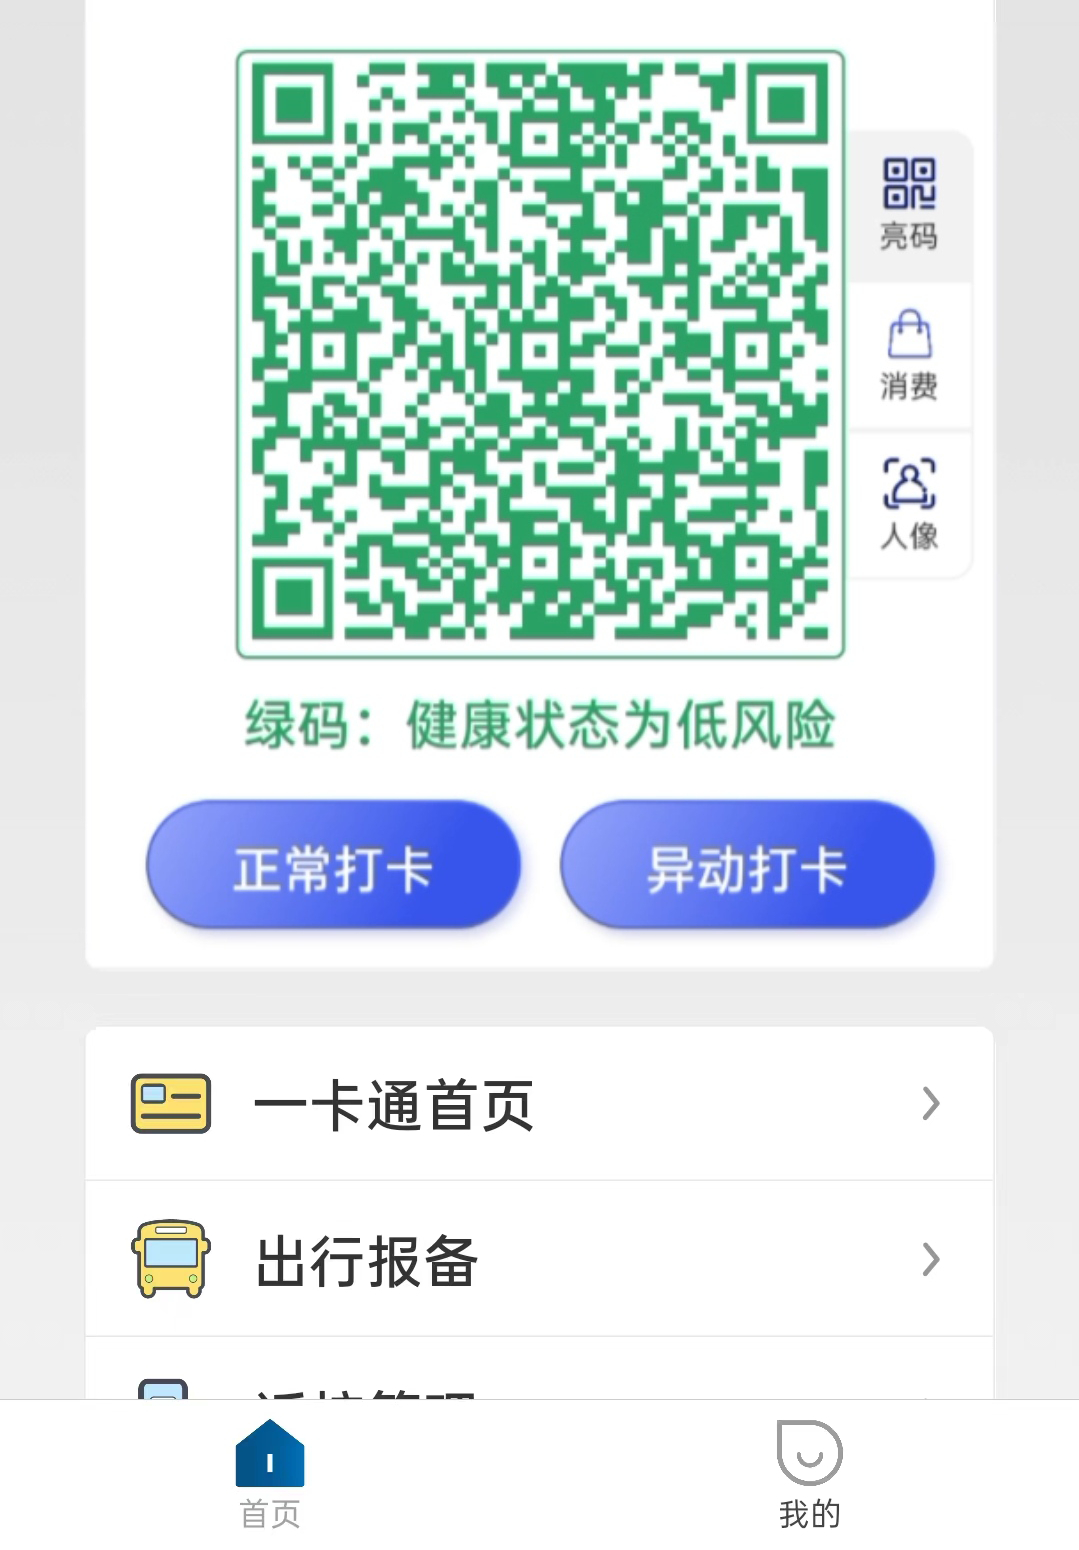 亮码
消费
人像
绿码：健康状态为低风险
正常打卡
异动打卡
一卡通首页
出行报备
首页
我的